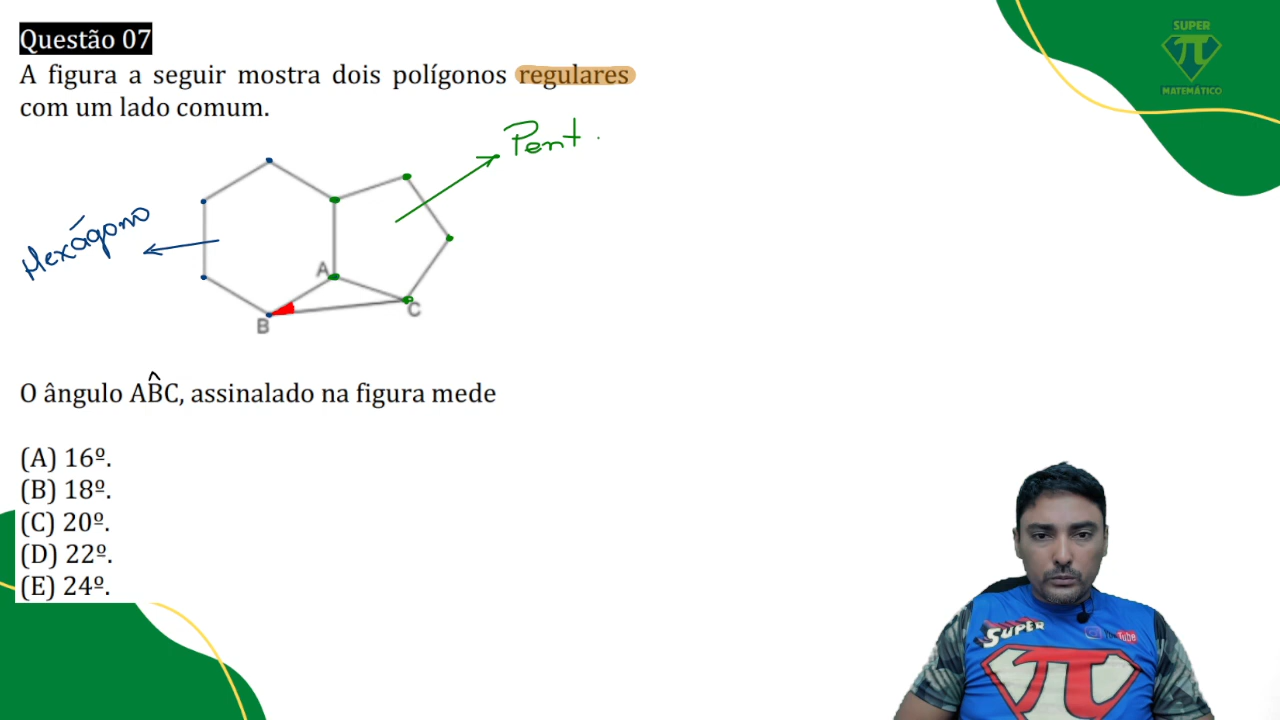 Questão 07
A figura a seguir mostra dois polígonos regulares
com um lado comum.
SUPER
π
MATEMÁTICO
Pent.
Hexágono
A
B
C
O ângulo AB̂C, assinalado na figura mede
(A) 16º.
(B) 18º.
(C) 20º.
(D) 22º.
(E) 24º.
SUPER
YouTube
π